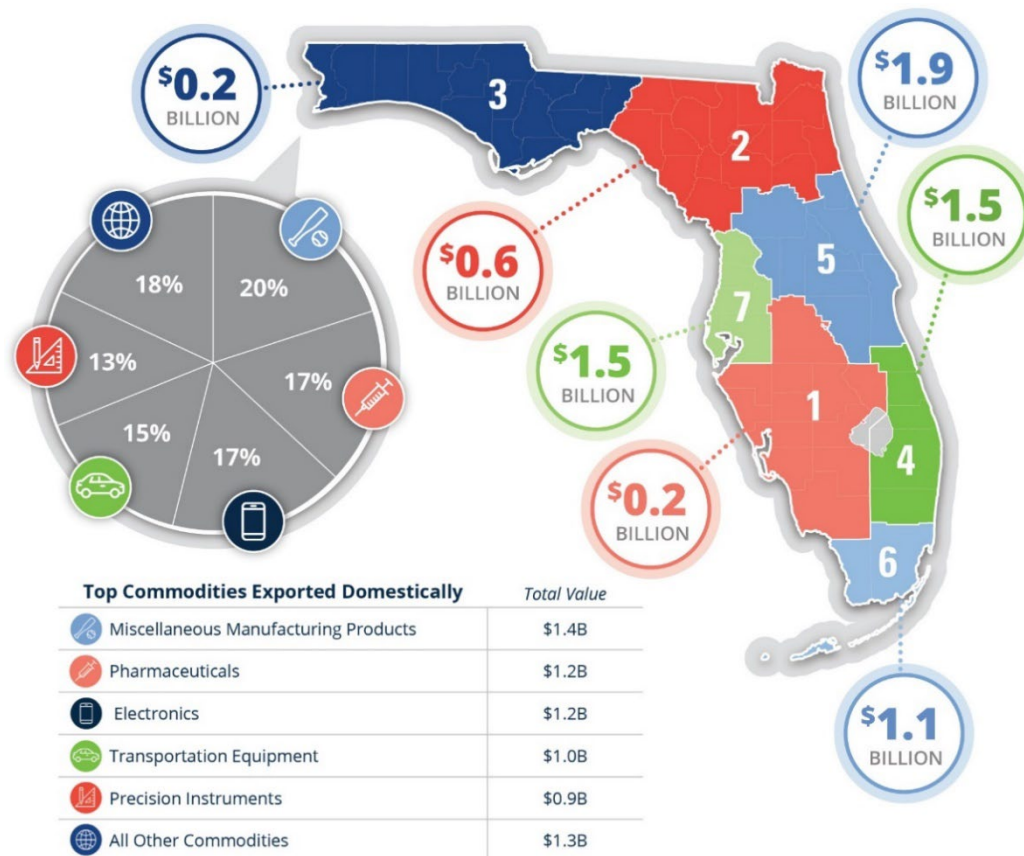 $0.2
BILLION
3
2
$1.9
BILLION
$1.5
BILLION
$0.6
BILLION
5
7
$1.5
BILLION
1
4
$0.2
BILLION
6
$1.1
BILLION
18%
20%
13%
17%
15%
17%
Top Commodities Exported Domestically Total Value
Miscellaneous Manufacturing Products $1.4B
Pharmaceuticals $1.2B
Electronics $1.2B
Transportation Equipment $1.0B
Precision Instruments $0.9B
All Other Commodities $1.3B